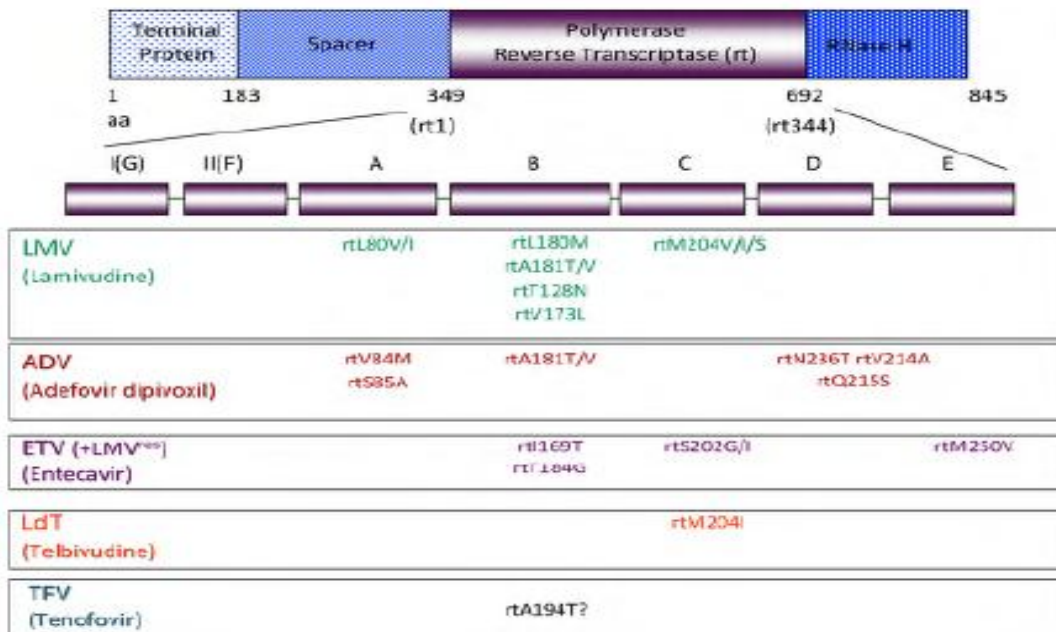 Terminal Protein
Spacer
Polymerase
Reverse Transcriptase (rt)
RNase H
1 183 349 692 845
aa (rt1) (rt344)
I(G) II(F) A B C D E
LMV rtL80V/I rtL180M rtM204V/I/S
(Lamivudine) rtA181T/V
rtT128N
rtV173L
ADV rtV84M rtA181T/V rtN236T rtV214A
(Adefovir dipivoxil) rtS85A rtQ215S
ETV (+LMVres) rtI169T rtS202G/I rtM250V
(Entecavir) rtT184G
LdT rtM204I
(Telbivudine)
TFV
(Tenofovir) rtA194T?